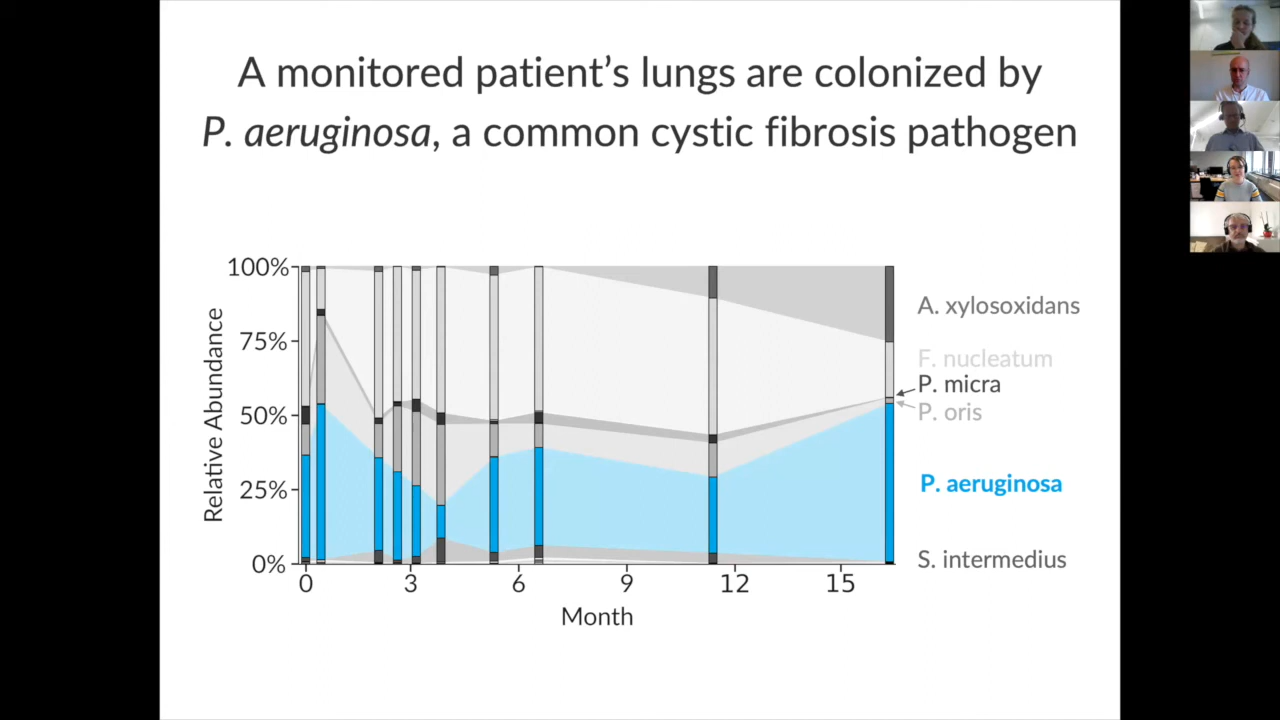 A monitored patient’s lungs are colonized by
P. aeruginosa, a common cystic fibrosis pathogen
Relative Abundance
100%
75%
50%
25%
0%
0 3 6 9 12 15
Month
A. xylosoxidans
F. nucleatum
P. micra
P. oris
P. aeruginosa
S. intermedius